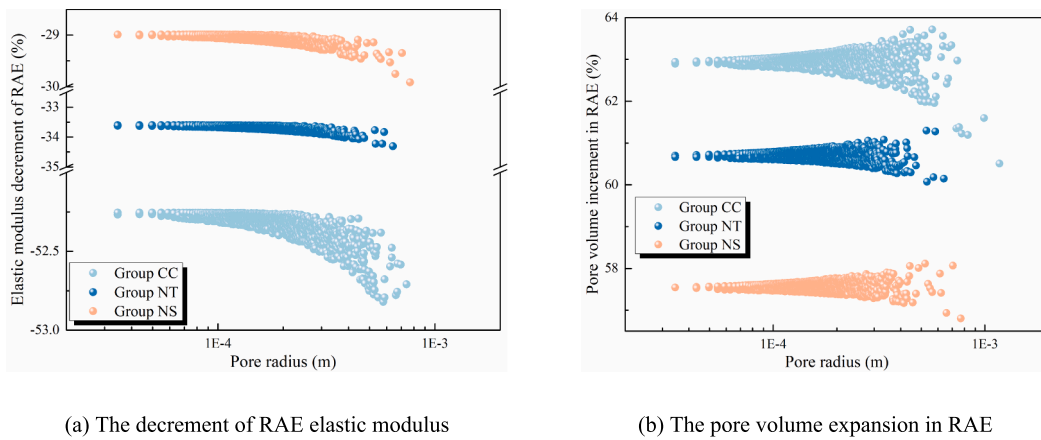 -29
-30
-33
-34
-35
-52.5
-53.0
Elastic modulus decrement of RAE (%)
Group CC
Group NT
Group NS
1E-4
1E-3
Pore radius (m)
64
62
60
58
Pore volume increment in RAE (%)
Group CC
Group NT
Group NS
1E-4
1E-3
Pore radius (m)
(a) The decrement of RAE elastic modulus
(b) The pore volume expansion in RAE